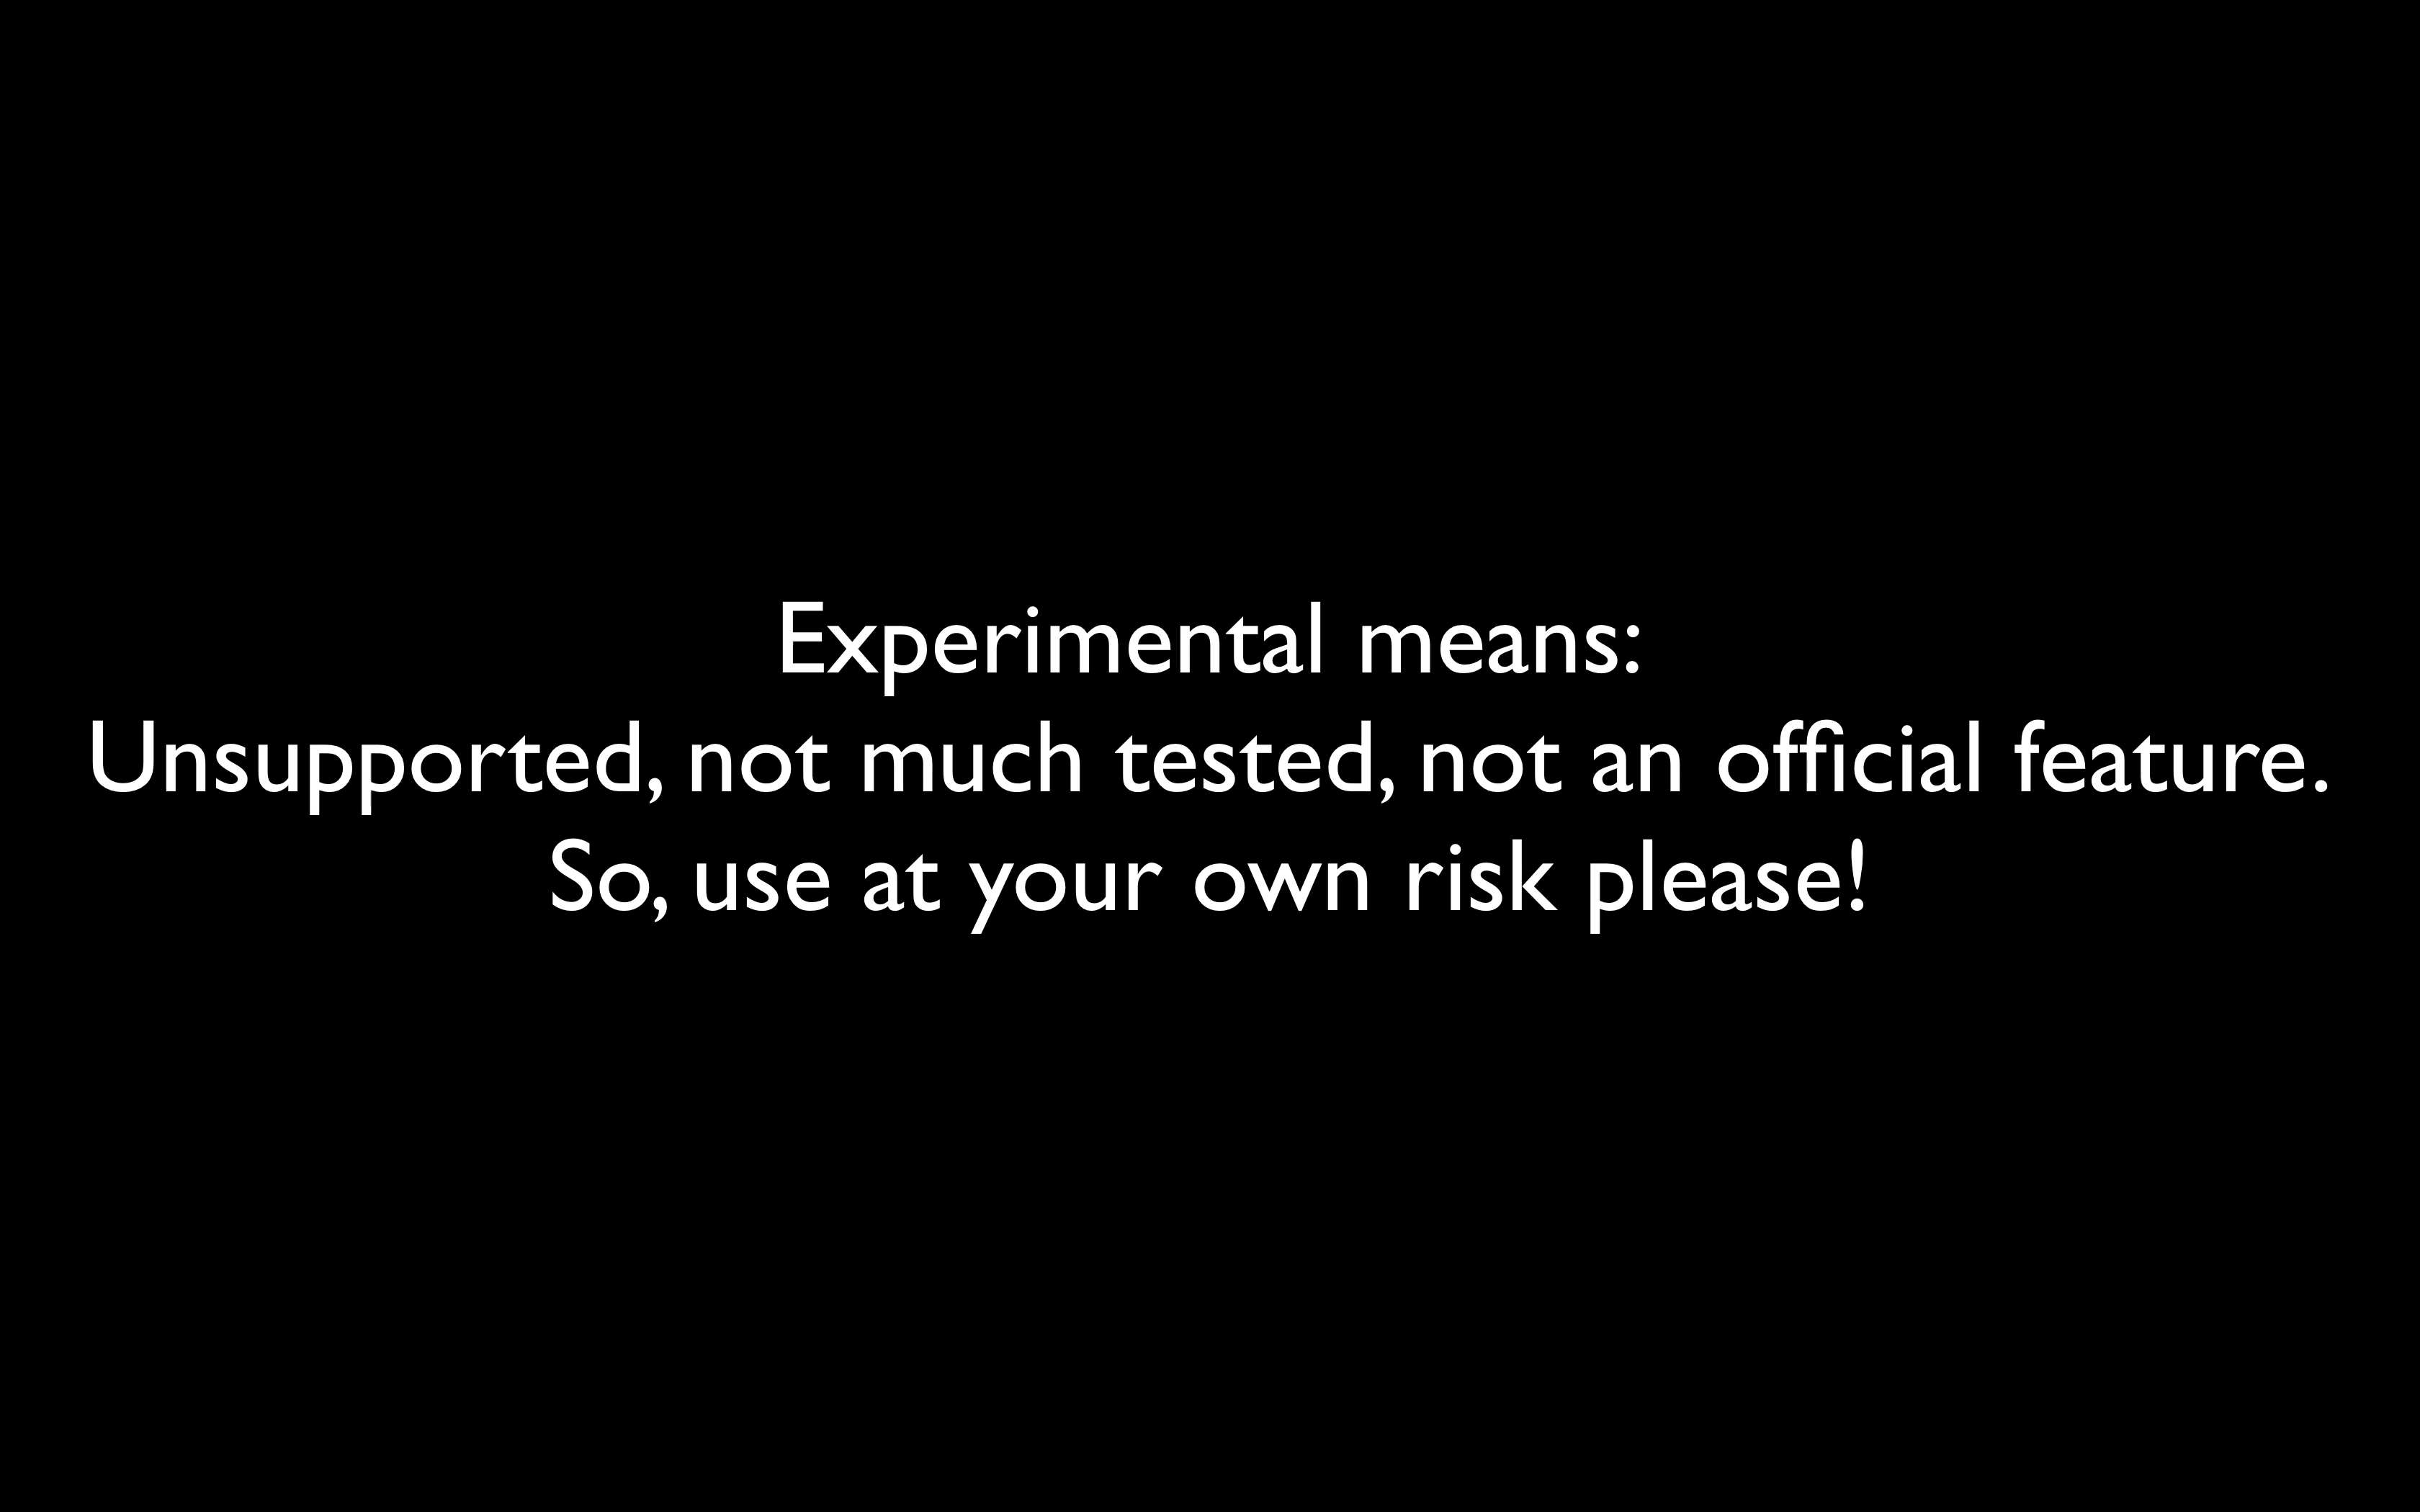 Experimental means:
Unsupported, not much tested, not an official feature.
So, use at your own risk please!